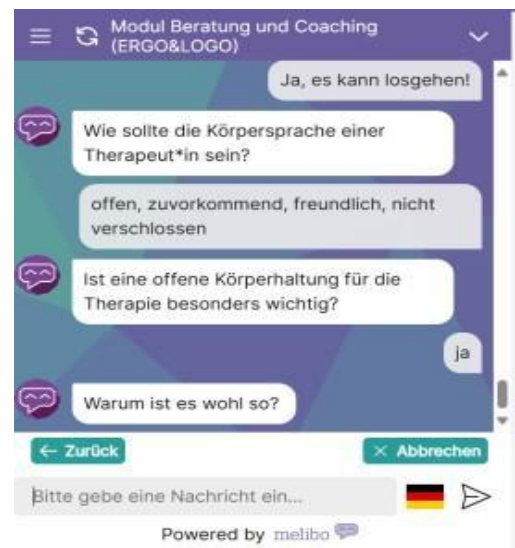 Modul Beratung und Coaching
(ERGO&LOGO)
Ja, es kann losgehen!
Wie sollte die Körpersprache einer
Therapeut*in sein?
offen, zuvorkommend, freundlich, nicht
verschlossen
Ist eine offene Körperhaltung für die
Therapie besonders wichtig?
ja
Warum ist es wohl so?
← Zurück
× Abbrechen
Bitte gebe eine Nachricht ein...
Powered by melibo